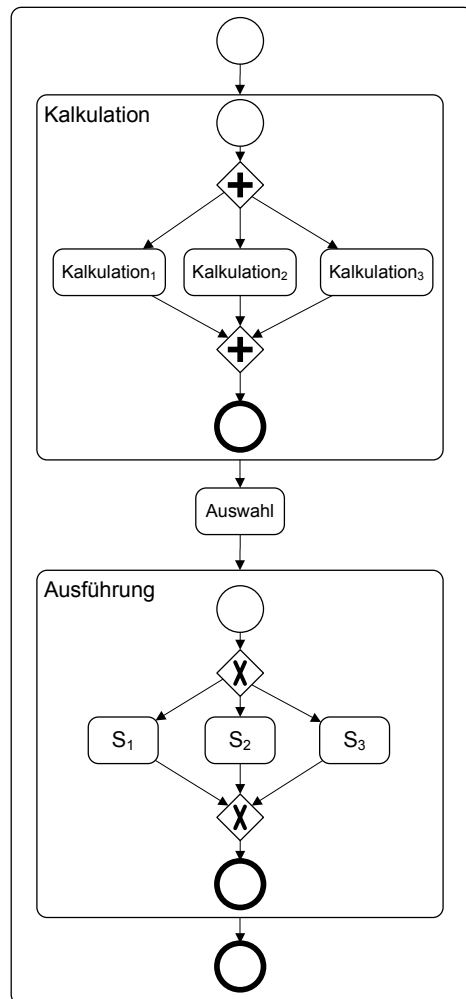 Kalkulation
Kalkulation₁ Kalkulation₂ Kalkulation₃
Auswahl
Ausführung
X
S₁ S₂ S₃
X